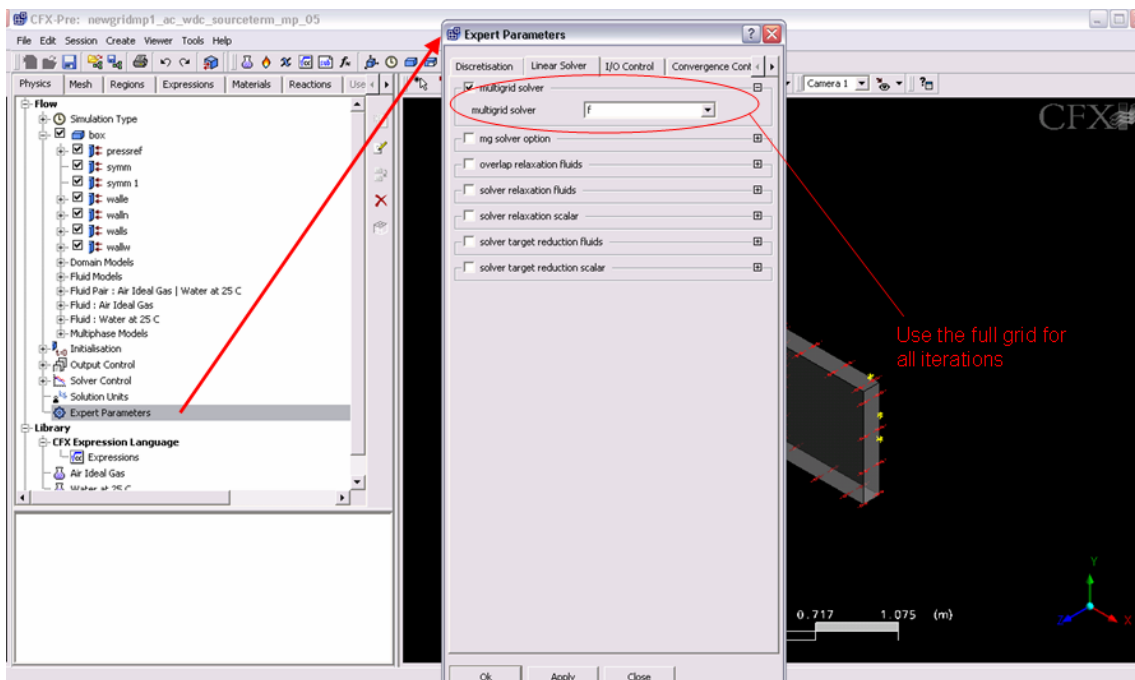 CFX-Pre: newgridmp1_ac_wdc_sourceterm_mp_05
File Edit Session Create Viewer Tools Help
Physics Mesh Regions Expressions Materials Reactions Use
Flow
Simulation Type
box
pressref
symm
symm 1
walle
walln
walls
wallw
Domain Models
Fluid Models
Fluid Pair : Air Ideal Gas | Water at 25 C
Fluid : Air Ideal Gas
Fluid : Water at 25 C
Multiphase Models
Initialisation
Output Control
Solver Control
Solution Units
Expert Parameters
Library
CFX Expression Language
Expressions
Air Ideal Gas
Water at 25 C
Expert Parameters
Discretisation Linear Solver I/O Control Convergence Cont
multigrid solver
multigrid solver f
mg solver option
overlap relaxation fluids
solver relaxation fluids
solver relaxation scalar
solver target reduction fluids
solver target reduction scalar
Ok Apply Close
Camera 1
CFX
Use the full grid for
all iterations
0.717 1.075 (m)
Y
Z X